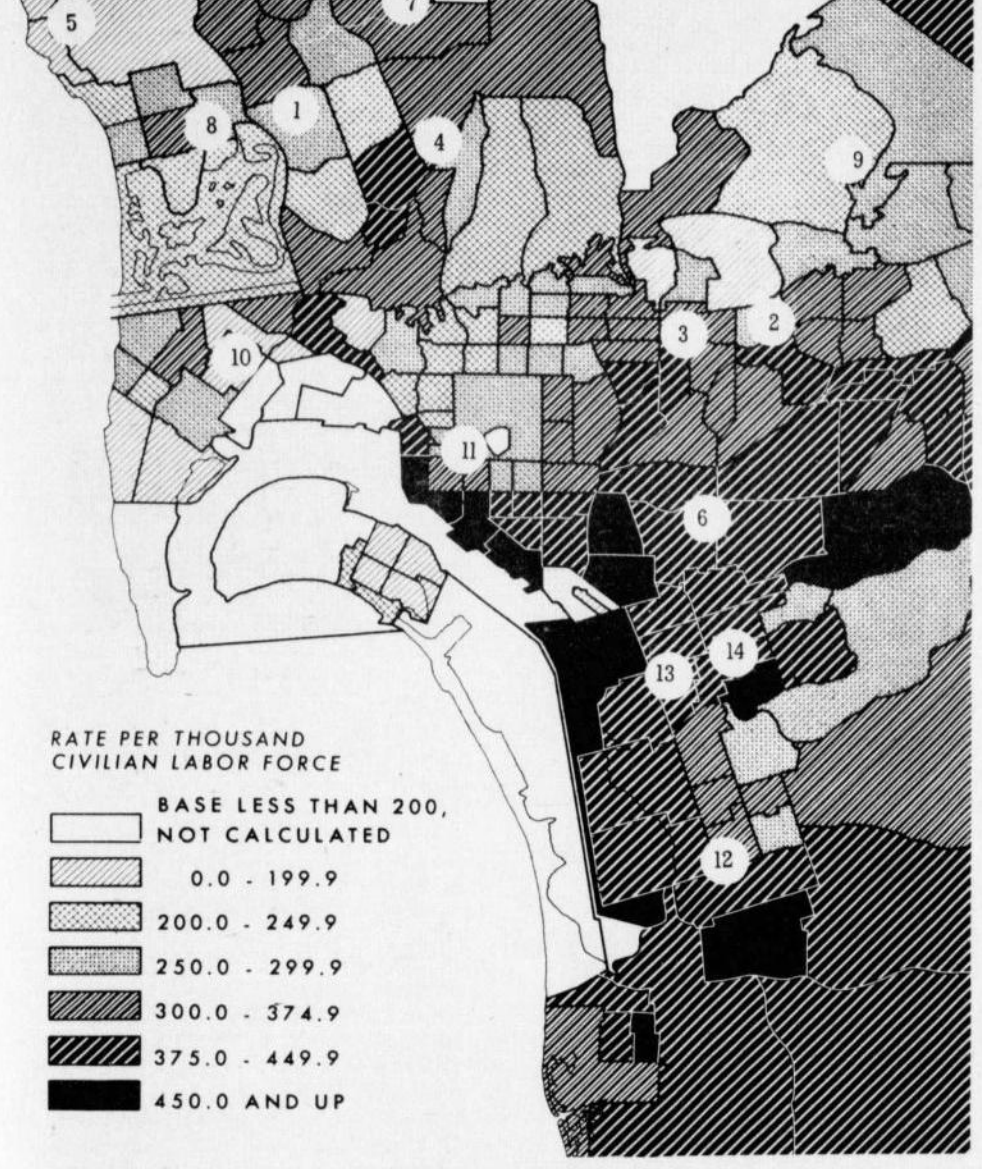 7
5
1
8
4
9
3
2
10
11
6
14
13
12
RATE PER THOUSAND
CIVILIAN LABOR FORCE
BASE LESS THAN 200,
NOT CALCULATED
0.0 - 199.9
200.0 - 249.9
250.0 - 299.9
300.0 - 374.9
375.0 - 449.9
450.0 AND UP